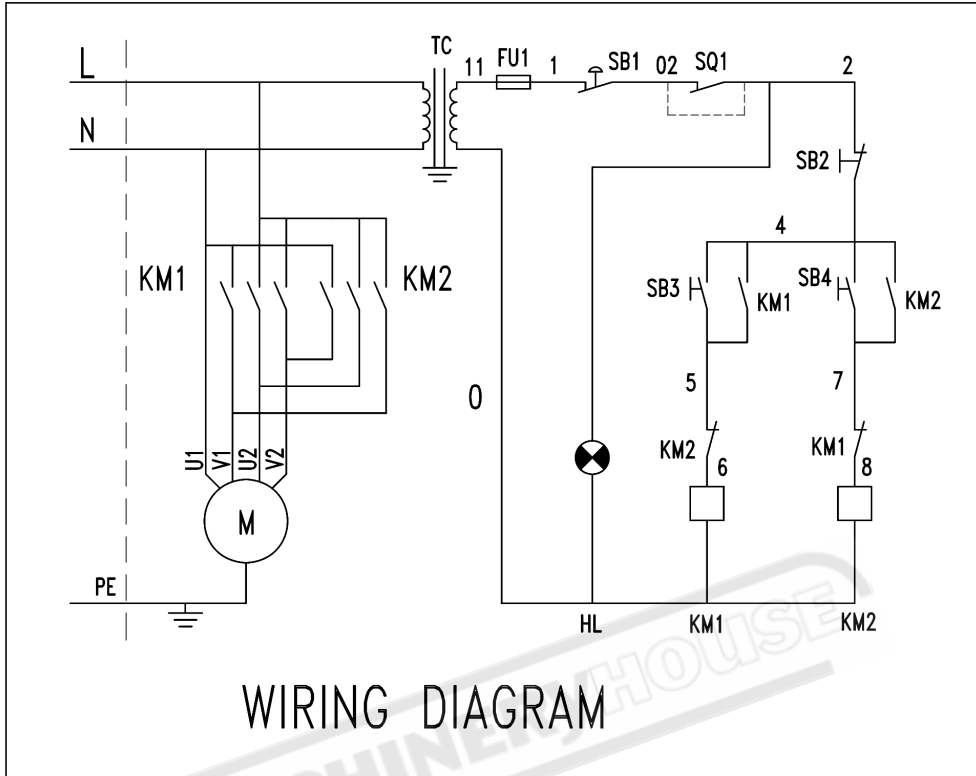 L
N
TC
11
FU1
1
SB1
02
SQ1
2
SB2
4
KM1
KM2
SB3
KM1
SB4
KM2
0
5
7
U1
V1
U2
V2
KM2
6
KM1
8
M
PE
HL
KM1
KM2
WIRING DIAGRAM
MACHINERYHOUSE